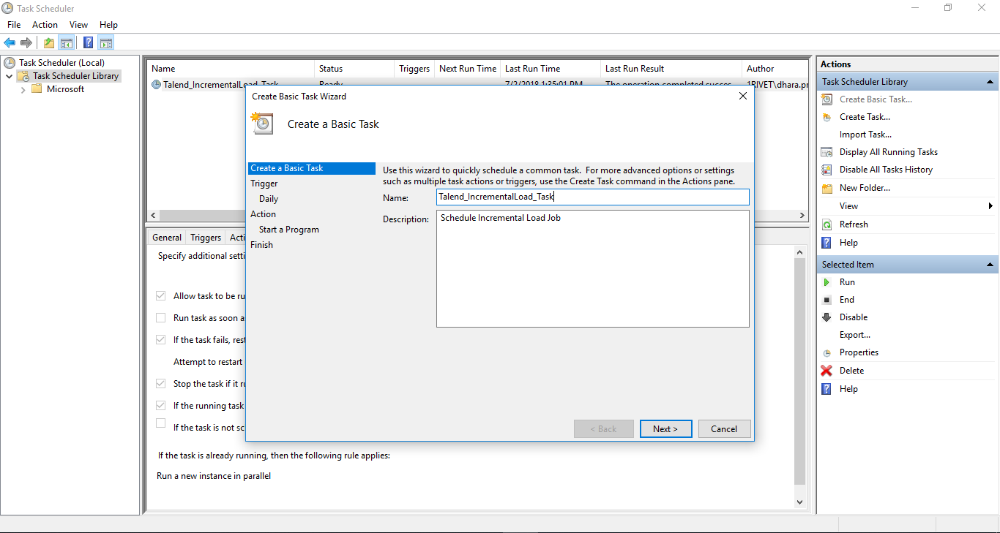 Task Scheduler
File Action View Help
Task Scheduler (Local)
Task Scheduler Library
Microsoft
Name Status Triggers Next Run Time Last Run Time Last Run Result Author
Talend_IncrementalLoad_Task Ready 7/2/2018 1:35:01 PM The operation completed succes 1RIVET\dhara.pr
Create Basic Task Wizard
Create a Basic Task
Create a Basic Task
Trigger
Daily
Action
Start a Program
Finish
Use this wizard to quickly schedule a common task. For more advanced options or settings
such as multiple task actions or triggers, use the Create Task command in the Actions pane.
Name: Talend_IncrementalLoad_Task
Description: Schedule Incremental Load Job
< Back Next > Cancel
General Triggers Acti
Specify additional setti
Allow task to be ru
Run task as soon a
If the task fails, rest
Attempt to restart
Stop the task if it ru
If the running task
If the task is not sc
If the task is already running, then the following rule applies:
Run a new instance in parallel
Actions
Task Scheduler Library
Create Basic Task...
Create Task...
Import Task...
Display All Running Tasks
Disable All Tasks History
New Folder...
View
Refresh
Help
Selected Item
Run
End
Disable
Export...
Properties
Delete
Help